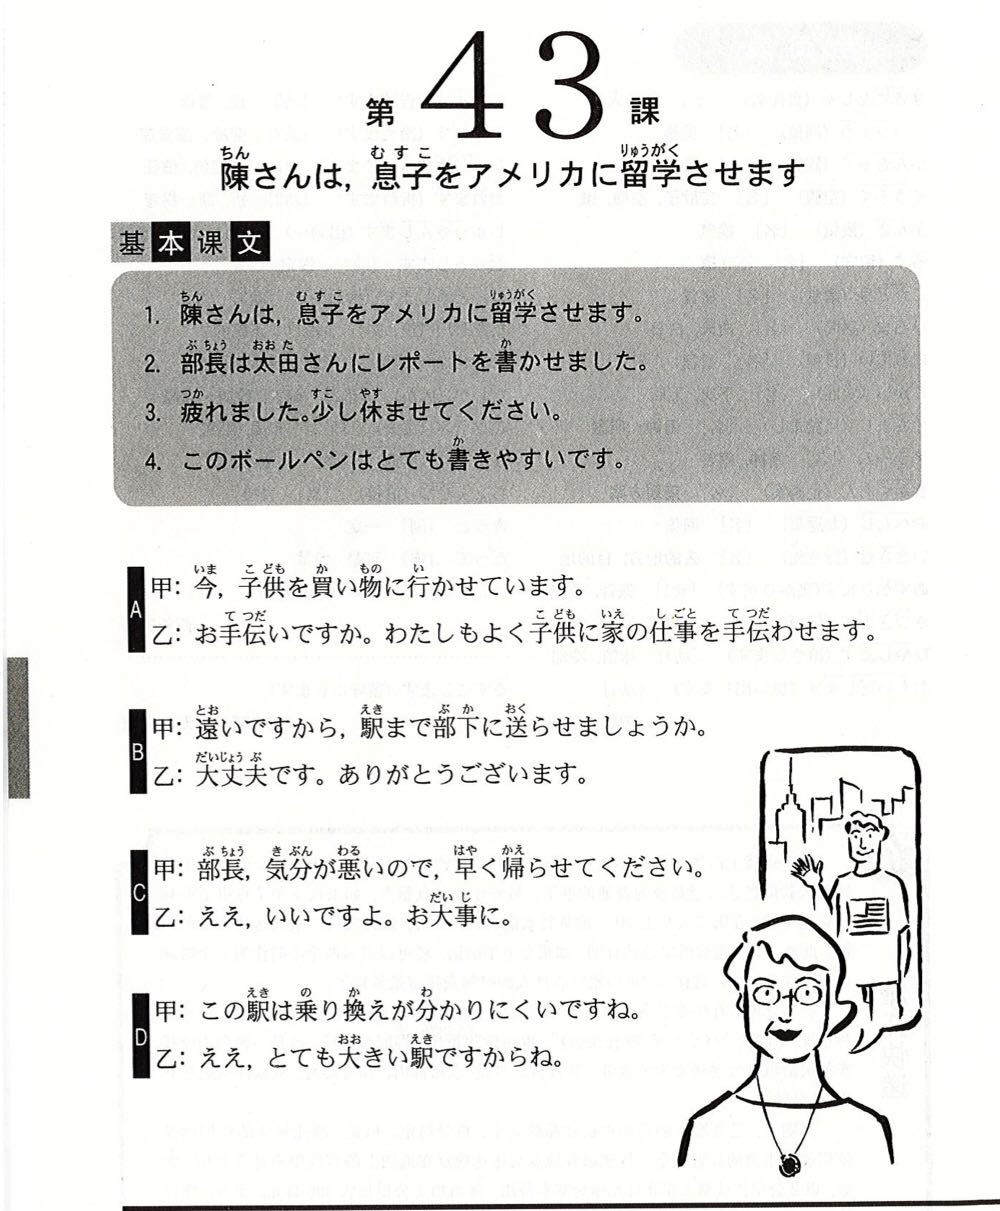 第43課
陳さんは，息子をアメリカに留学させます
基本课文
1. 陳さんは，息子をアメリカに留学させます。
2. 部長は太田さんにレポートを書かせました。
3. 疲れました。少し休ませてください。
4. このボールペンはとても書きやすいです。
A
甲：今，子供を買い物に行かせています。
乙：お手伝いですか。わたしもよく子供に家の仕事を手伝わせます。
B
甲：遠いですから，駅まで部下に送らせましょうか。
乙：大丈夫です。ありがとうございます。
C
甲：部長，気分が悪いので，早く帰らせてください。
乙：ええ，いいですよ。お大事に。
D
甲：この駅は乗り換えが分かりにくいですね。
乙：ええ，とても大きい駅ですからね。